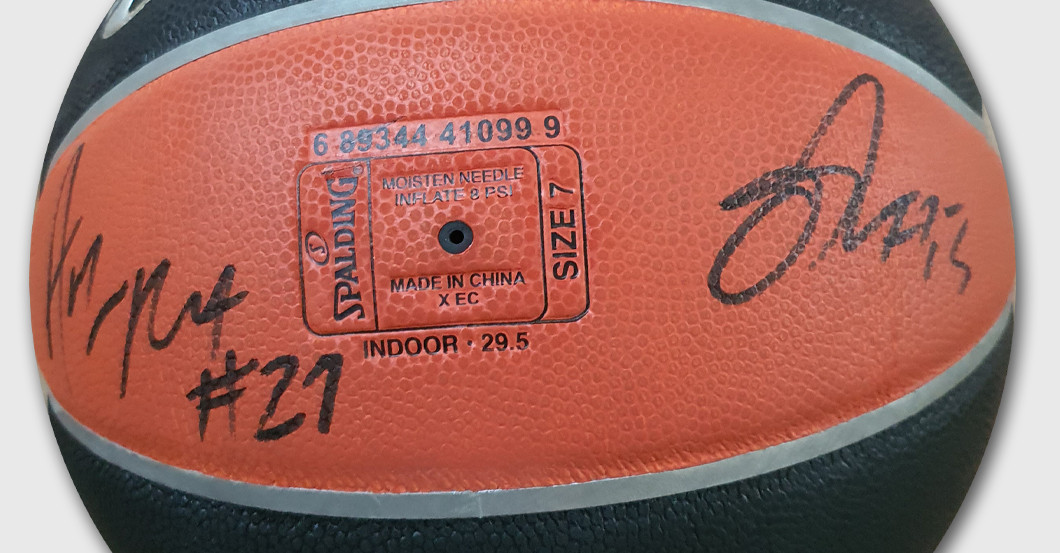 6 89344 41099 9
SPALDING
MOISTEN NEEDLE
INFLATE 8 PSI
MADE IN CHINA
X EC
SIZE 7
INDOOR · 29.5
#21